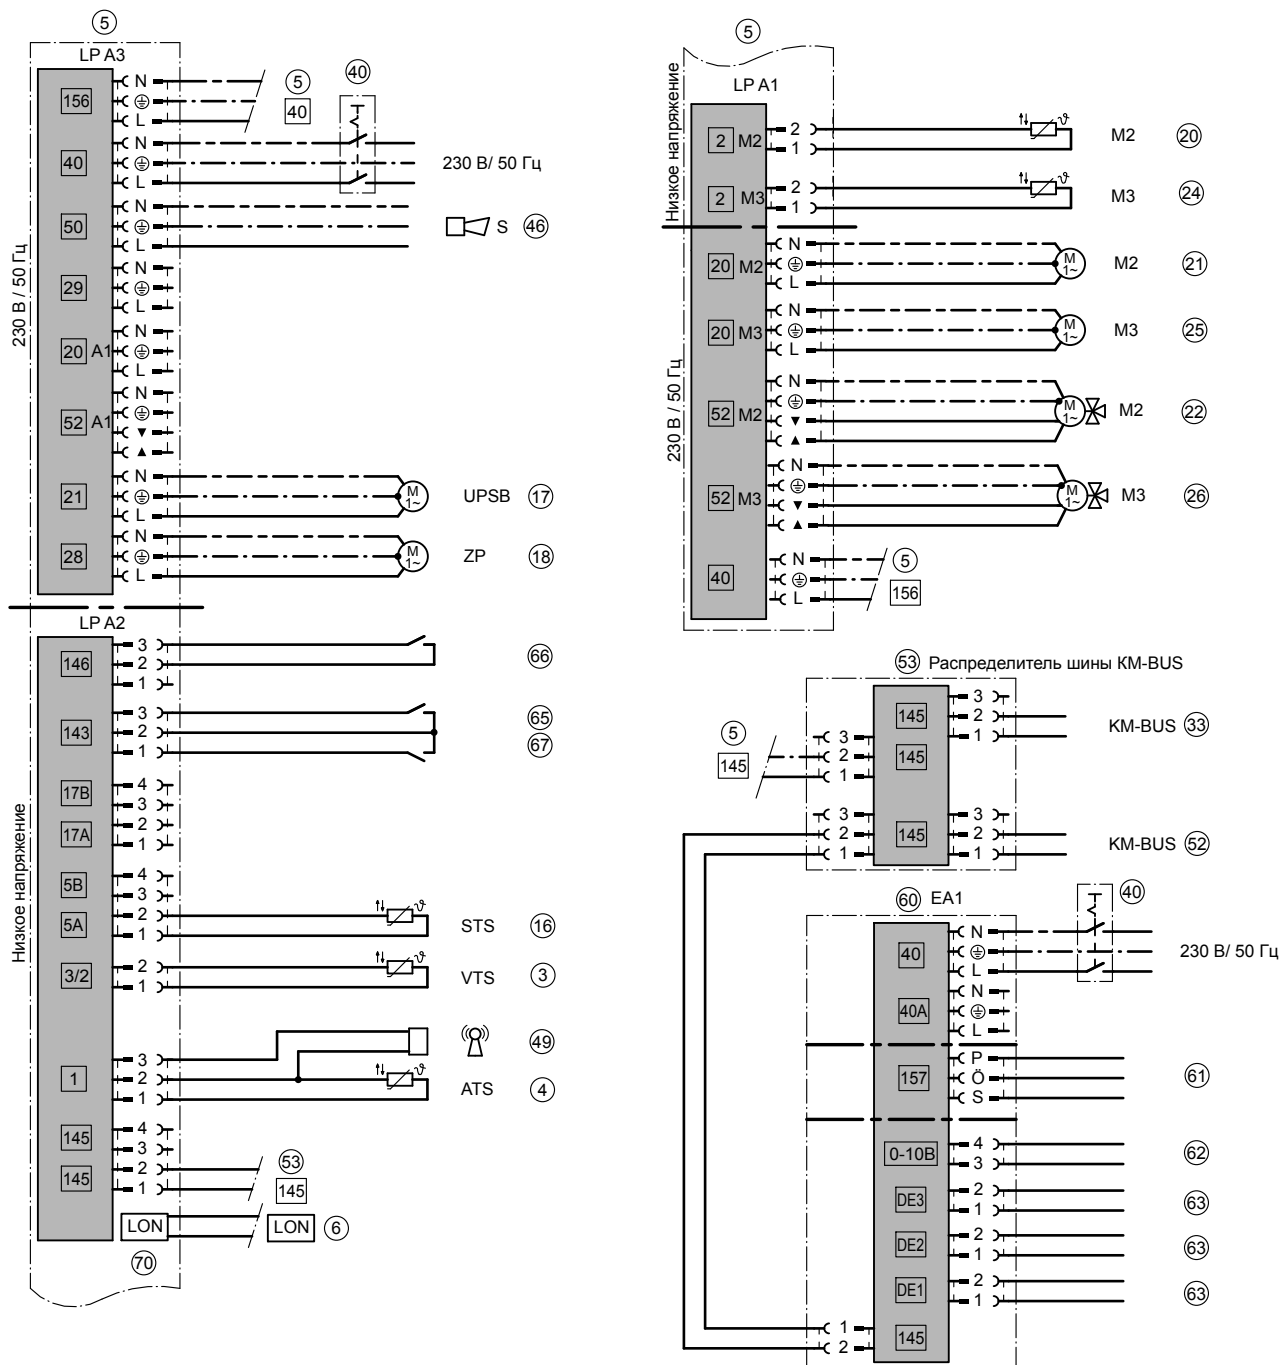 5
LP A3
230 В / 50 Гц
156 N L
5
40
40
40 N L
230 В/ 50 Гц
50 N L
S 46
29 N L
20 A1 N L
52 A1 N ▼ ▲
21 N L
M 1~
UPSB 17
28 N L
M 1~
ZP 18
LP A2
Низкое напряжение
146 3 2 1
66
143 3 2 1
65
67
17B 4 3
17A 2 1
5B 4 3
5A 2 1
ϑ
STS 16
3/2 2 1
ϑ
VTS 3
49
1 3 2 1
ϑ
ATS 4
145 4 3
145 2 1
53
145
LON
LON 6
70
5
LP A1
Низкое напряжение
2 M2 2 1
ϑ
M2 20
2 M3 2 1
ϑ
M3 24
230 В / 50 Гц
20 M2 N L
M 1~
M2 21
20 M3 N L
M 1~
M3 25
52 M2 N ▼ ▲
M 1~
M2 22
52 M3 N ▼ ▲
M 1~
M3 26
40 N L
5
156
53 Распределитель шины KM-BUS
145 3 2 1
KM-BUS 33
5
145
3 2 1 145
3 2 1 145 3 2 1
KM-BUS 52
60 EA1
40
40 N L
230 В/ 50 Гц
40A N L
157 P Ö S
61
0-10В 4 3
62
DE3 2 1
63
DE2 2 1
63
DE1 2 1
63
1 2 145